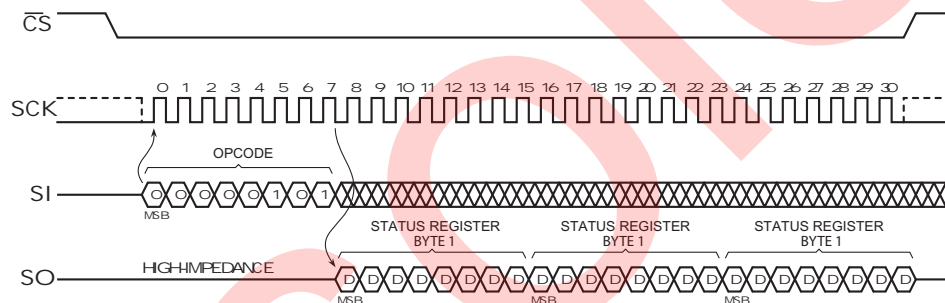 CS
0 1 2 3 4 5 6 7 8 9 10 11 12 13 14 15 16 17 18 19 20 21 22 23 24 25 26 27 28 29 30
SCK
OPCODE
SI 0 0 0 0 0 1 0 1
MSB
STATUS REGISTER STATUS REGISTER STATUS REGISTER
BYTE 1 BYTE 1 BYTE 1
HIGH-IMPEDANCE
SO D D D D D D D D D D D D D D D D D D D D D D D D
MSB MSB MSB